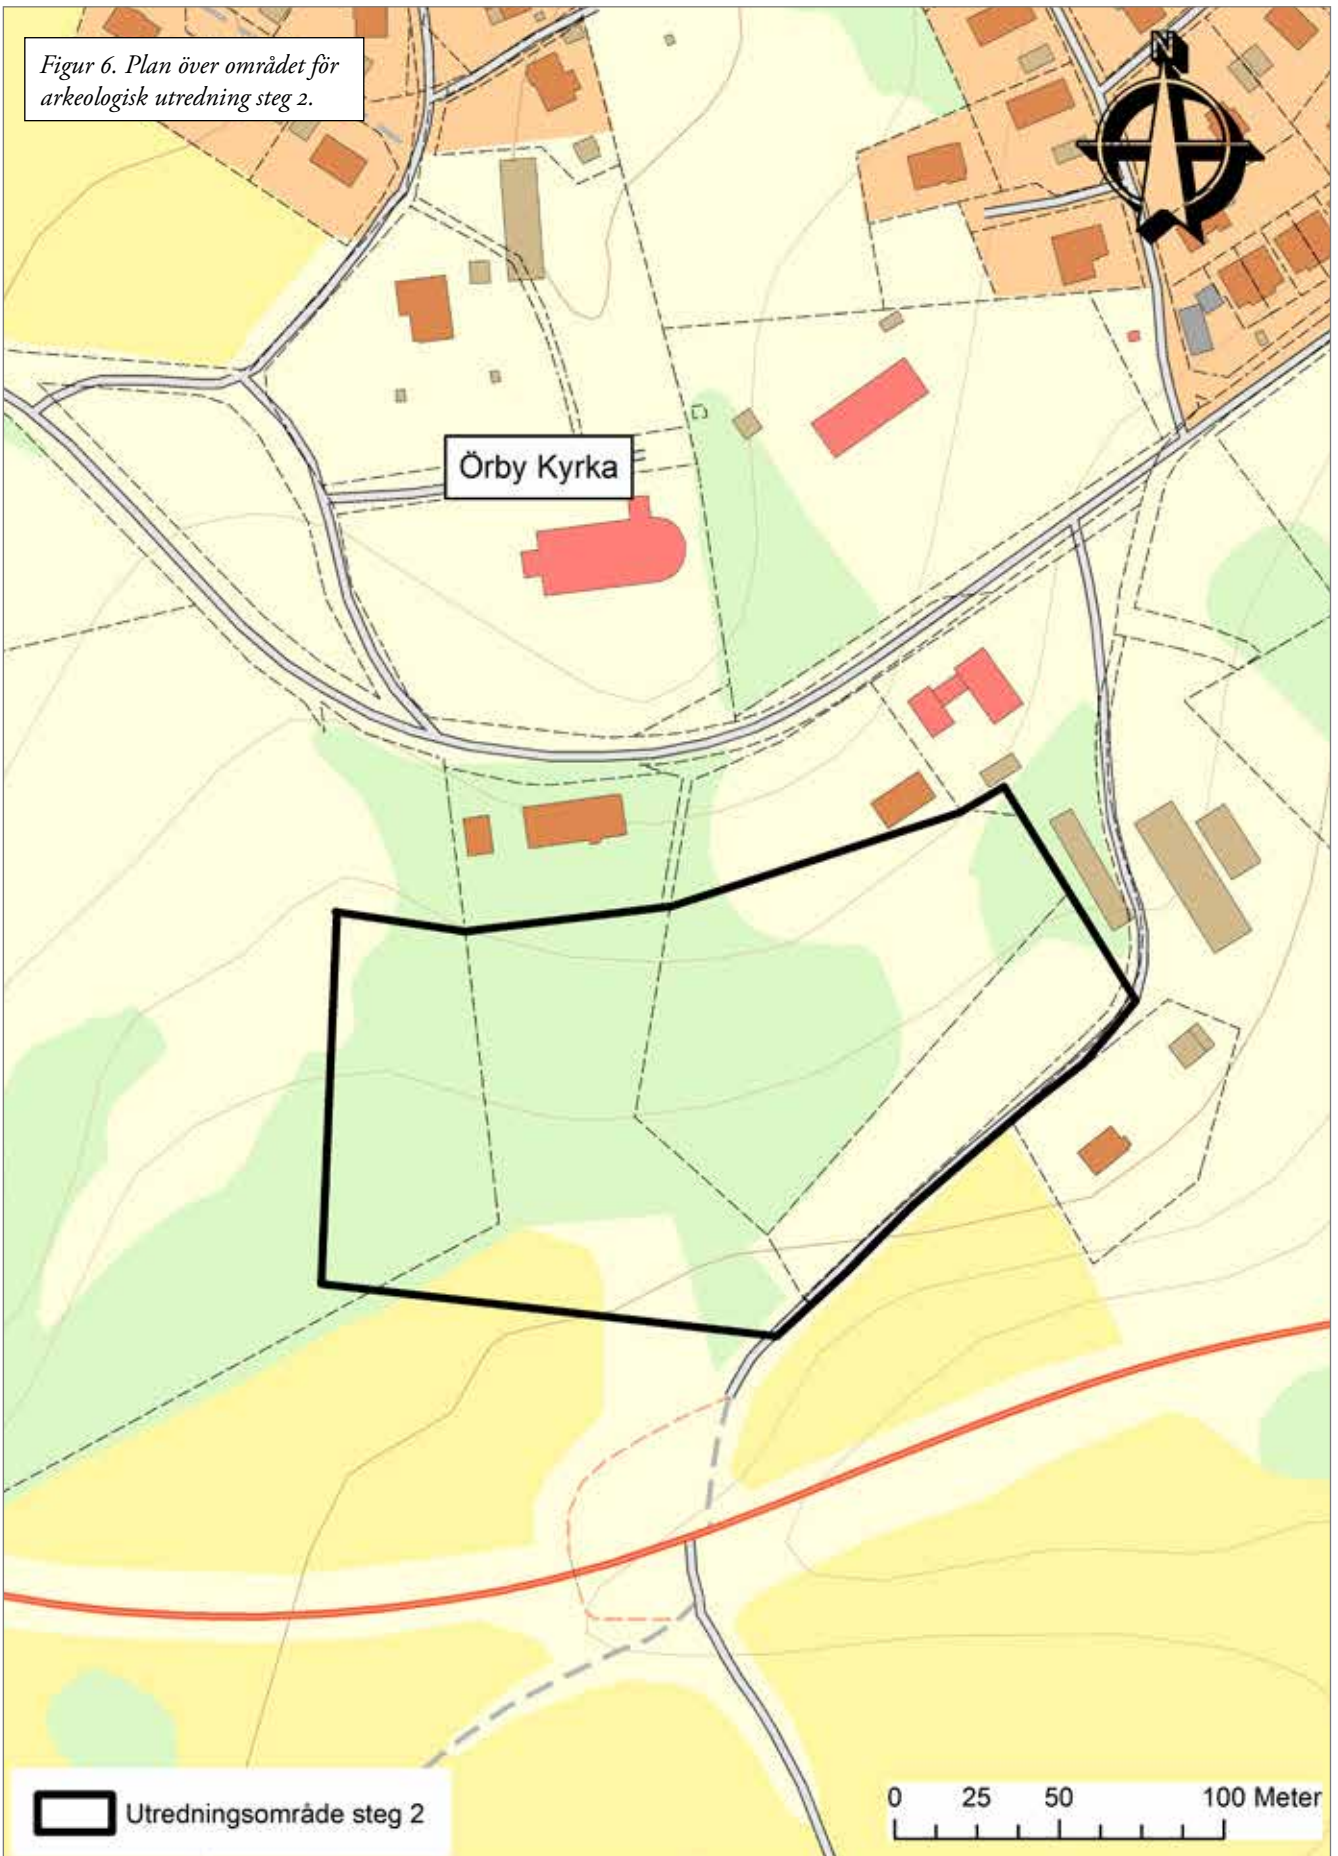 Figur 6. Plan över området för
arkeologisk utredning steg 2.
N
Örby Kyrka
Utredningsområde steg 2
0 25 50 100 Meter